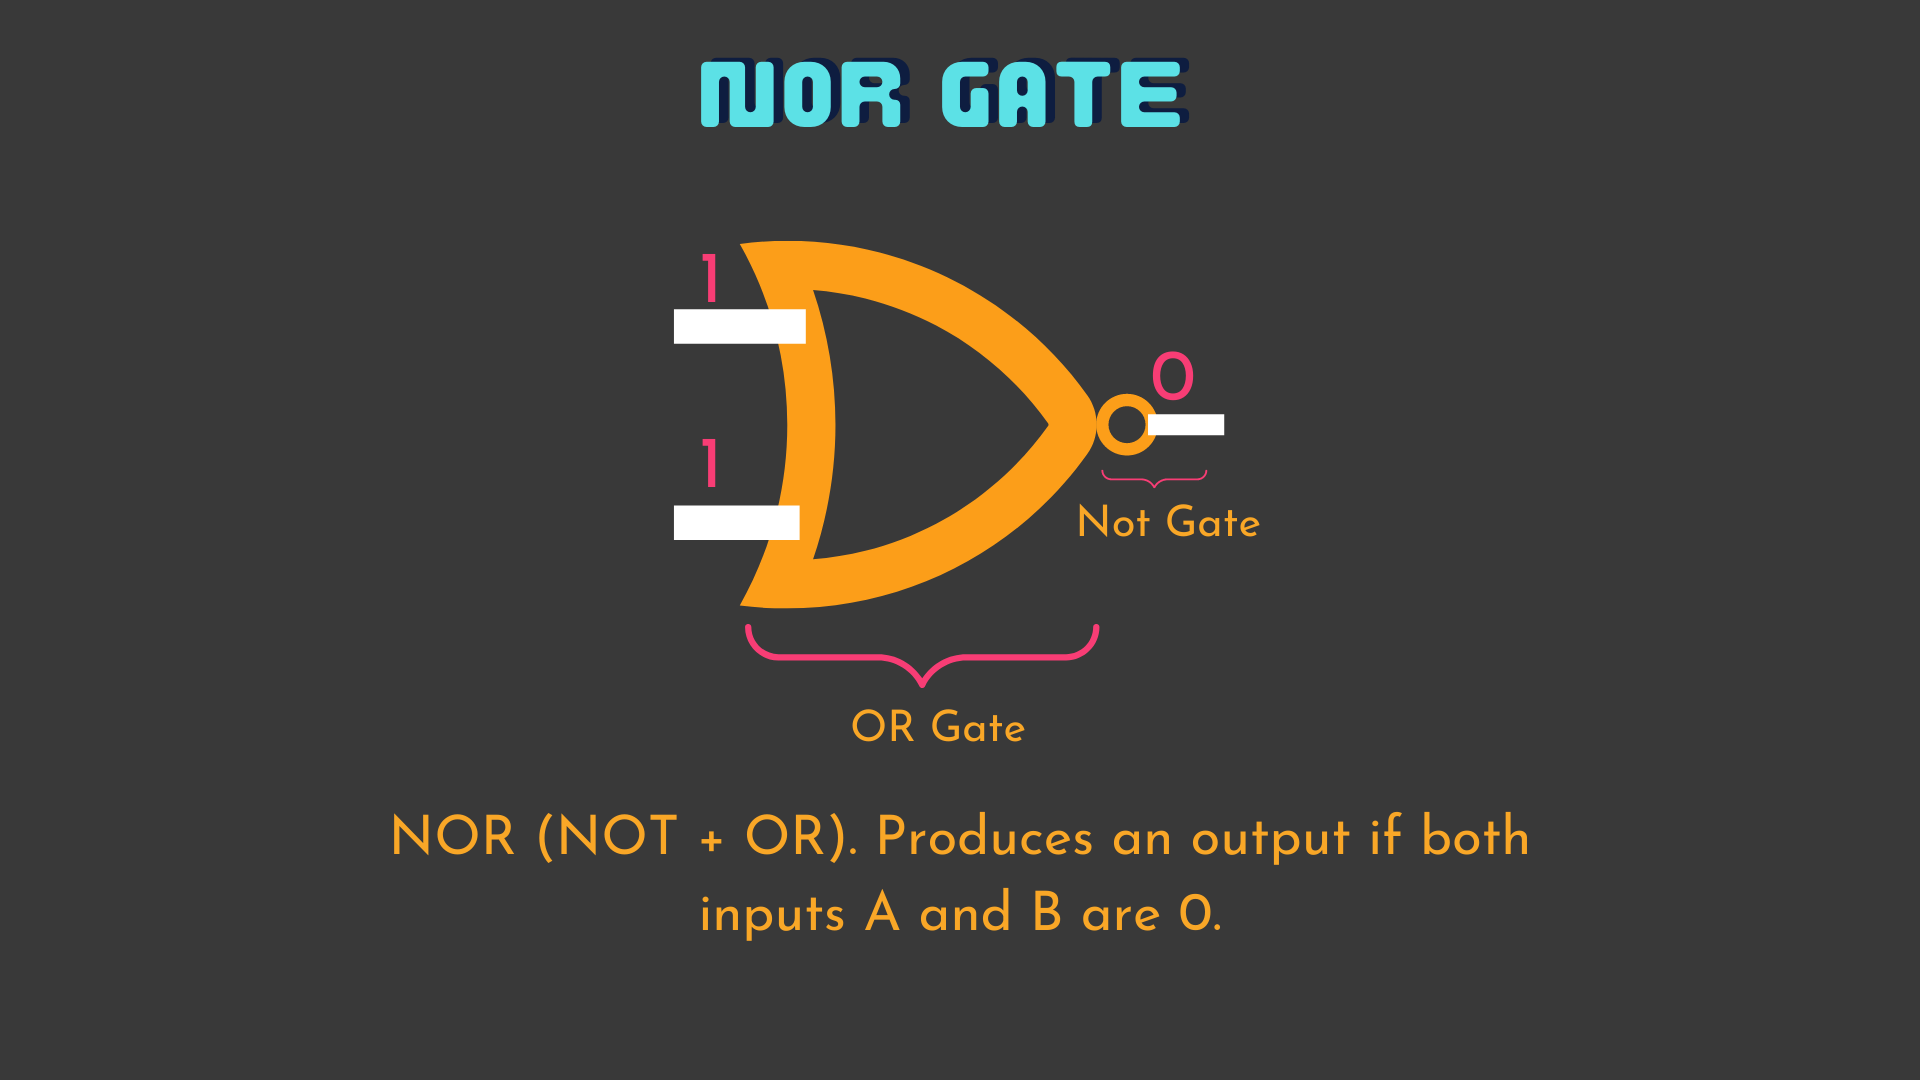 NOR GATE
1
0
1
Not Gate
OR Gate
NOR (NOT + OR). Produces an output if both
inputs A and B are 0.